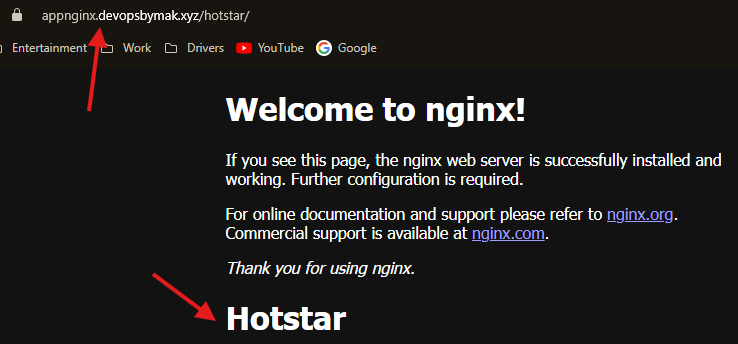 appnginx.devopsbymak.xyz/hotstar/
Entertainment Work Drivers YouTube Google
Welcome to nginx!
If you see this page, the nginx web server is successfully installed and
working. Further configuration is required.
For online documentation and support please refer to nginx.org.
Commercial support is available at nginx.com.
Thank you for using nginx.
Hotstar